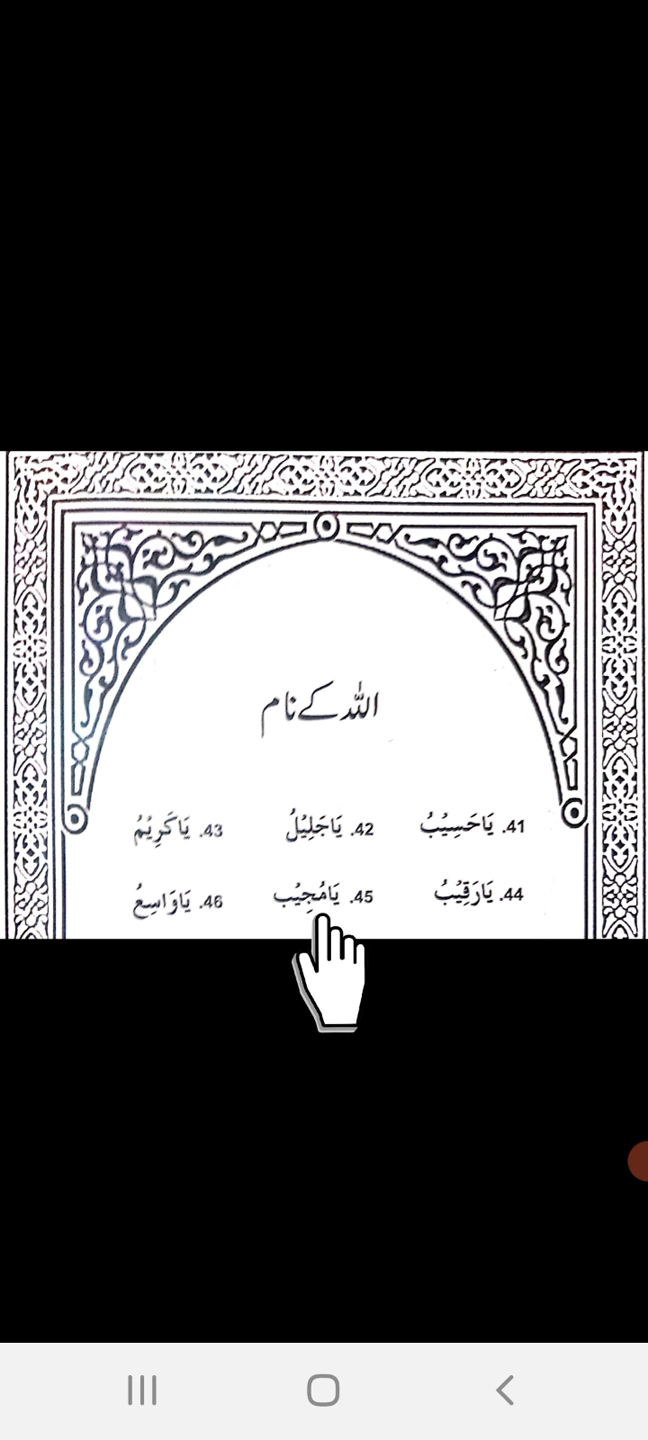 اللہ کے نام
41. یَاحَسِیْبُ 42. یَاجَلِیْلُ 43. یَاکَرِیْمُ
44. یَارَقِیْبُ 45. یَامُجِیْب 46. یَاوَاسِعُ